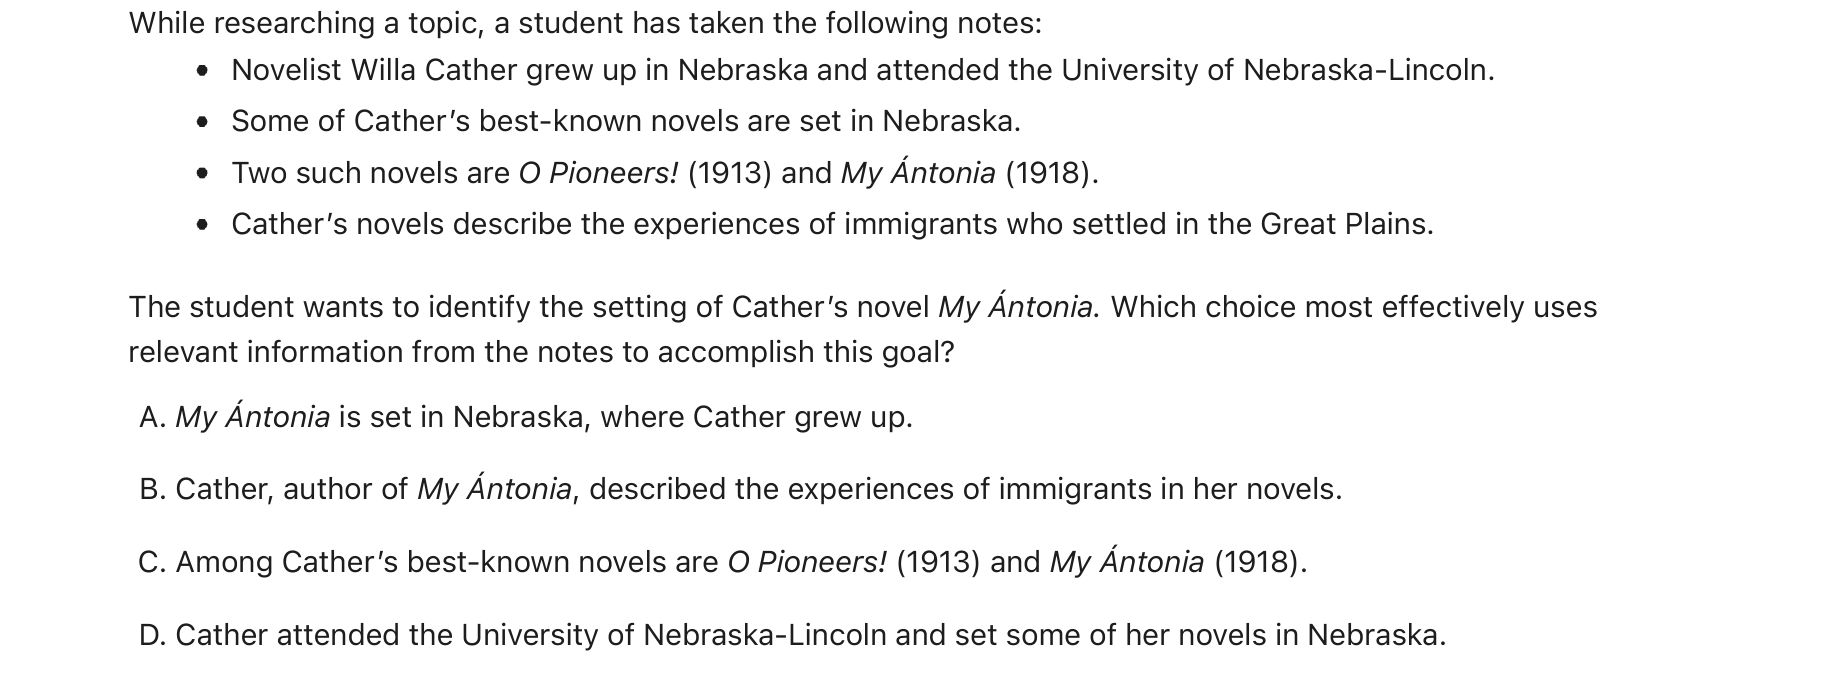 While researching a topic, a student has taken the following notes:
• Novelist Willa Cather grew up in Nebraska and attended the University of Nebraska-Lincoln.
• Some of Cather's best-known novels are set in Nebraska.
• Two such novels are O Pioneers! (1913) and My Ántonia (1918).
• Cather's novels describe the experiences of immigrants who settled in the Great Plains.
The student wants to identify the setting of Cather's novel My Ántonia. Which choice most effectively uses
relevant information from the notes to accomplish this goal?
A. My Ántonia is set in Nebraska, where Cather grew up.
B. Cather, author of My Ántonia, described the experiences of immigrants in her novels.
C. Among Cather's best-known novels are O Pioneers! (1913) and My Ántonia (1918).
D. Cather attended the University of Nebraska-Lincoln and set some of her novels in Nebraska.